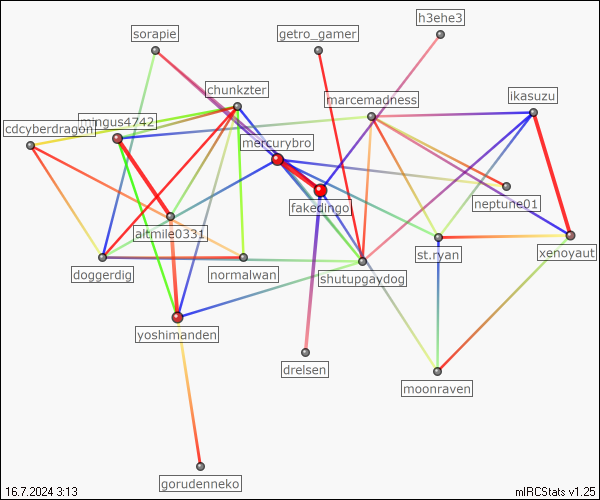 h3ehe3
sorapie
getro_gamer
chunkzter
ikasuzu
marcemadness
mingus4742
cdcyberdragon
mercurybro
neptune01
fakedingo
altmile0331
xenoyaut
st.ryan
doggerdig
normalwan
shutupgaydog
yoshimanden
drelsen
moonraven
gorudenneko
16.7.2024 3:13
mIRCStats v1.25